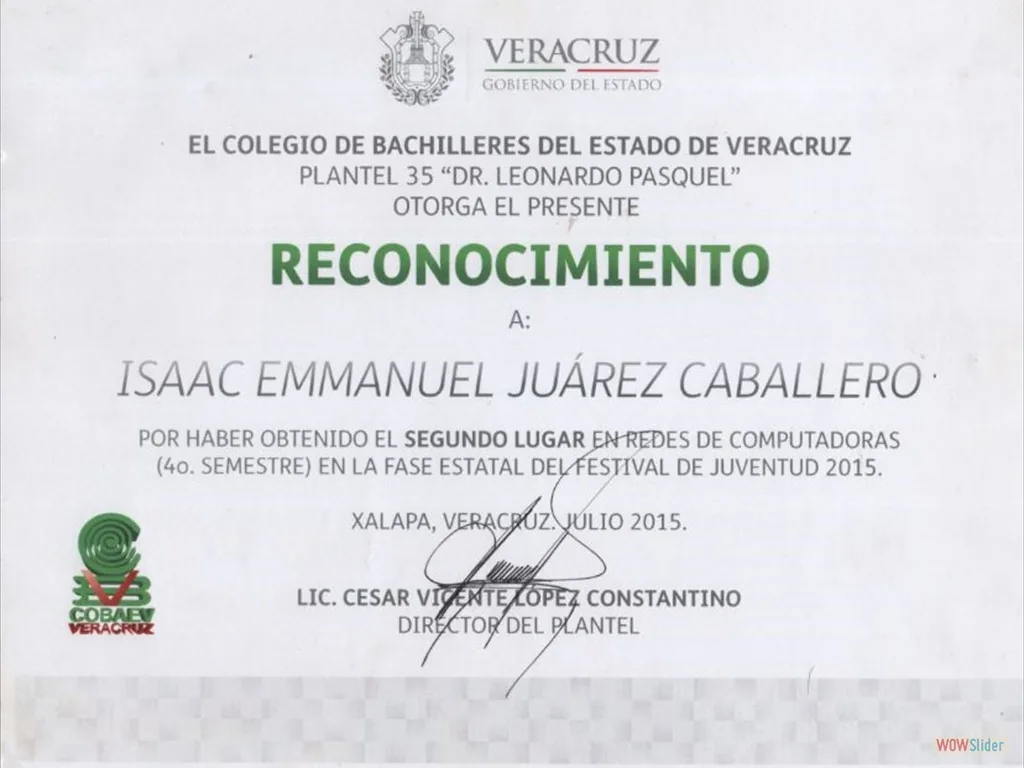 VERACRUZ
GOBIERNO DEL ESTADO
EL COLEGIO DE BACHILLERES DEL ESTADO DE VERACRUZ
PLANTEL 35 “DR. LEONARDO PASQUEL”
OTORGA EL PRESENTE
RECONOCIMIENTO
A:
ISAAC EMMANUEL JUÁREZ CABALLERO
POR HABER OBTENIDO EL SEGUNDO LUGAR EN REDES DE COMPUTADORAS
(4o. SEMESTRE) EN LA FASE ESTATAL DEL FESTIVAL DE JUVENTUD 2015.
XALAPA, VERACRUZ. JULIO 2015.
LIC. CESAR VICENTE LÓPEZ CONSTANTINO
DIRECTOR DEL PLANTEL
COBAEV
VERACRUZ
WOWSlider